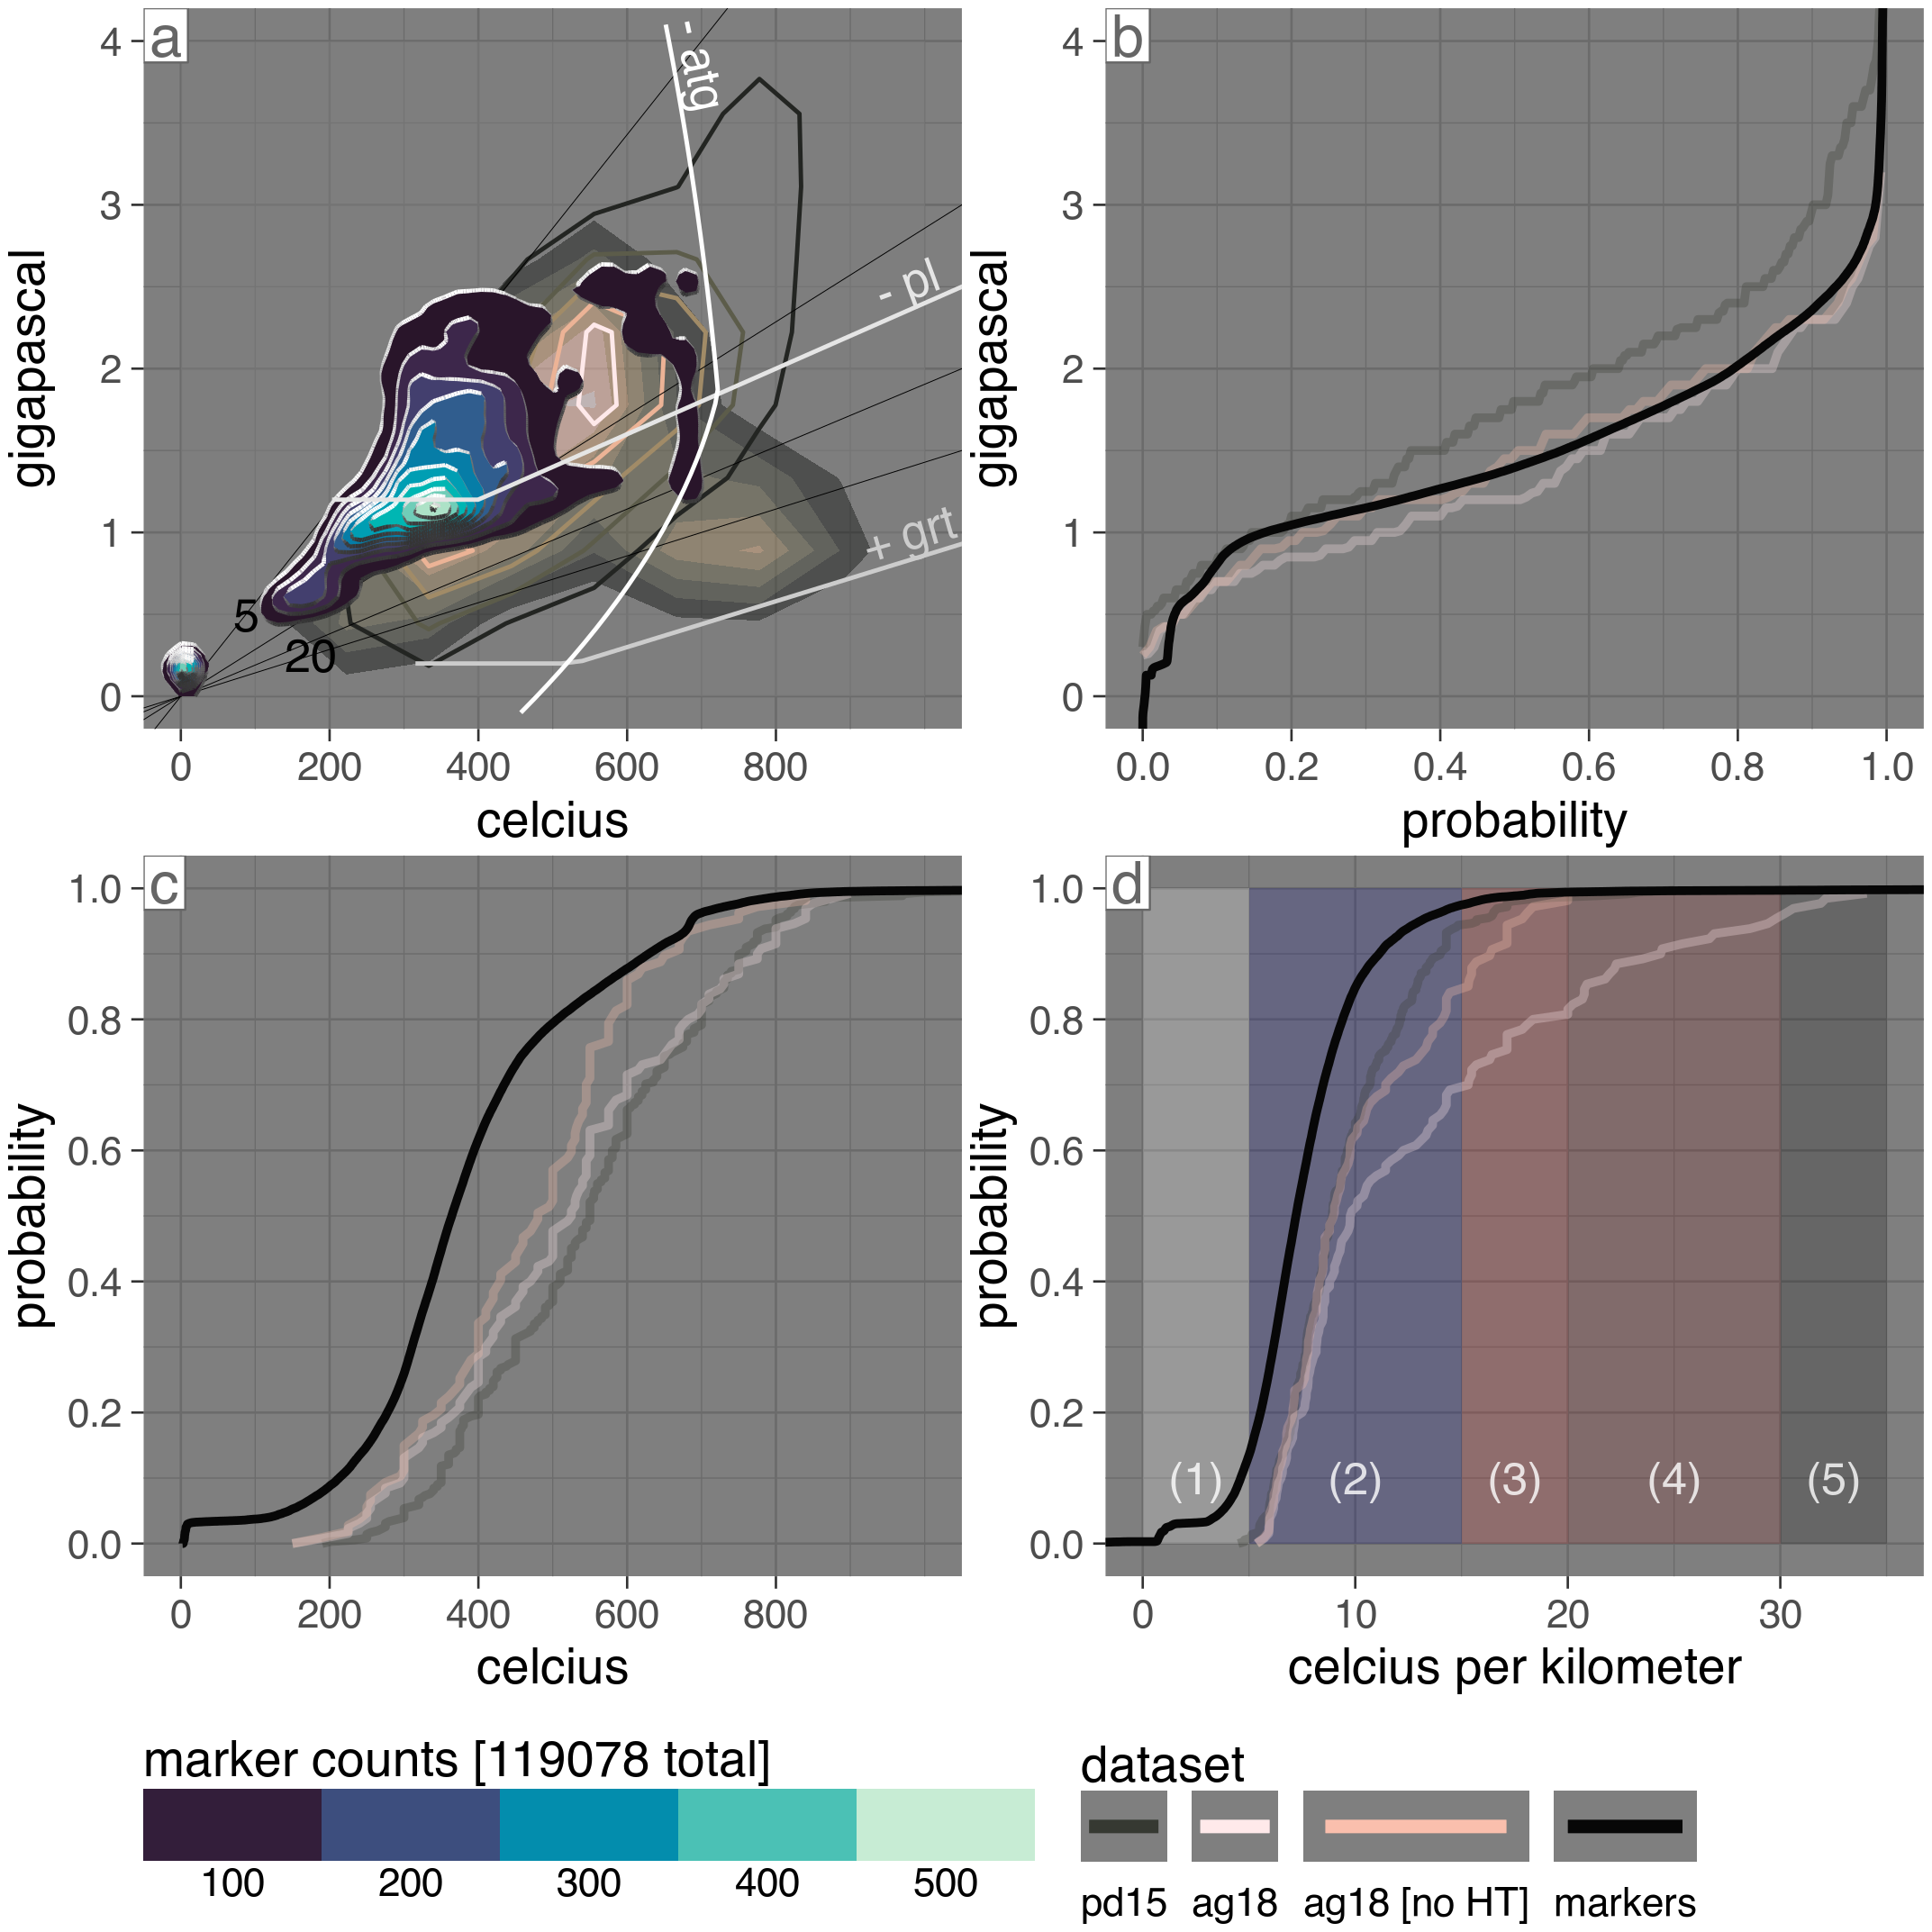 a
4
3
2
1
0
gigapascal
0 200 400 600 800
celcius
- atg
- pl
+ grt
5
20
b
4
3
2
1
0
gigapascal
0.0 0.2 0.4 0.6 0.8 1.0
probability
c
1.0
0.8
0.6
0.4
0.2
0.0
probability
0 200 400 600 800
celcius
d
1.0
0.8
0.6
0.4
0.2
0.0
probability
(1) (2) (3) (4) (5)
0 10 20 30
celcius per kilometer
marker counts [119078 total]
100 200 300 400 500
dataset
pd15 ag18 ag18 [no HT] markers